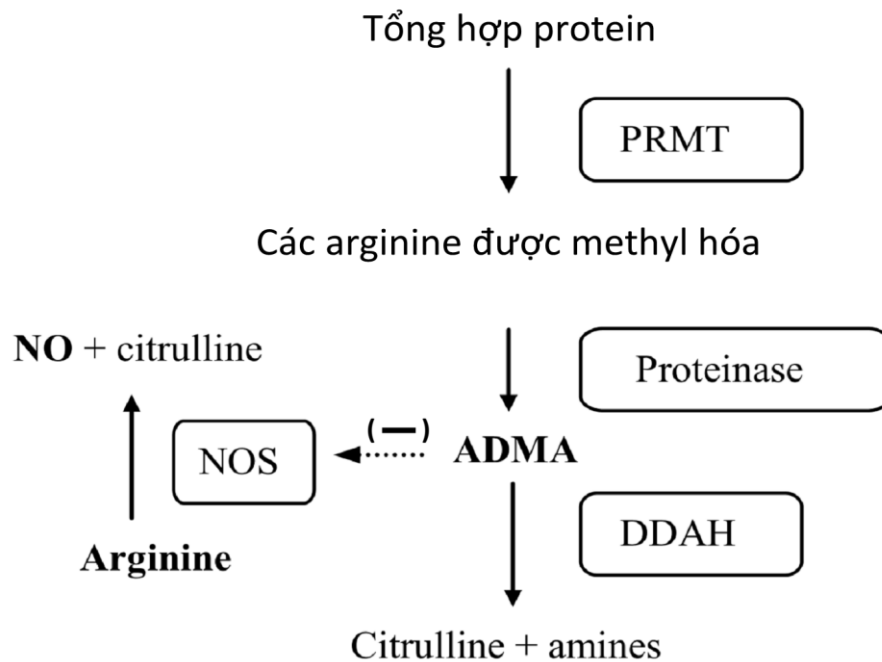 Tổng hợp protein
PRMT
Các arginine được methyl hóa
NO + citrulline
Proteinase
(—)
NOS
ADMA
DDAH
Arginine
Citrulline + amines